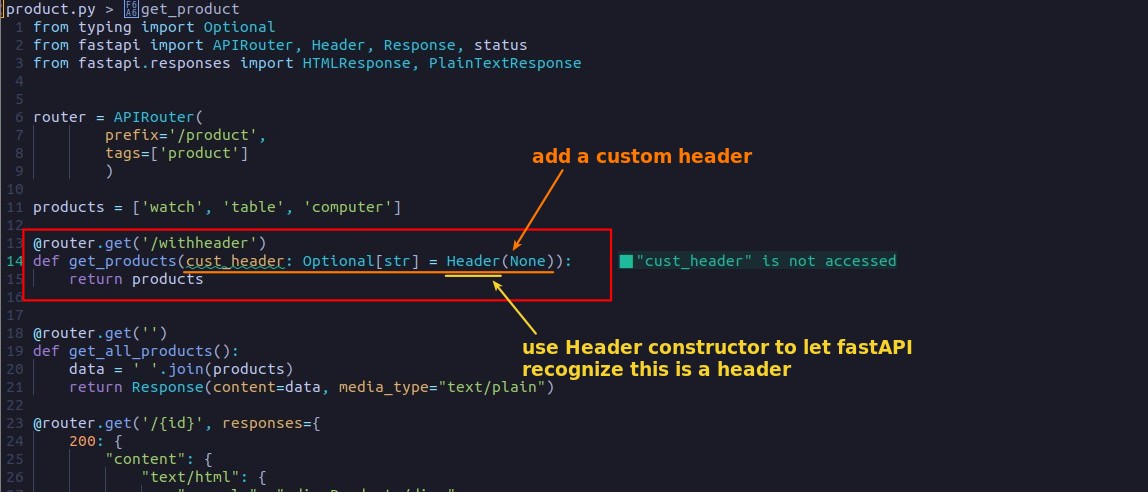 product.py > get_product
1 from typing import Optional
2 from fastapi import APIRouter, Header, Response, status
3 from fastapi.responses import HTMLResponse, PlainTextResponse
4
5
6 router = APIRouter(
7         prefix='/product',
8         tags=['product']
9         )
10
11 products = ['watch', 'table', 'computer']
12
13 @router.get('/withheader')
14 def get_products(cust_header: Optional[str] = Header(None)): "cust_header" is not accessed
15     return products
16
17
18 @router.get('')
19 def get_all_products():
20     data = ' '.join(products)
21     return Response(content=data, media_type="text/plain")
22
23 @router.get('/{id}', responses={
24     200: {
25         "content": {
26             "text/html": {
add a custom header
use Header constructor to let fastAPI
recognize this is a header